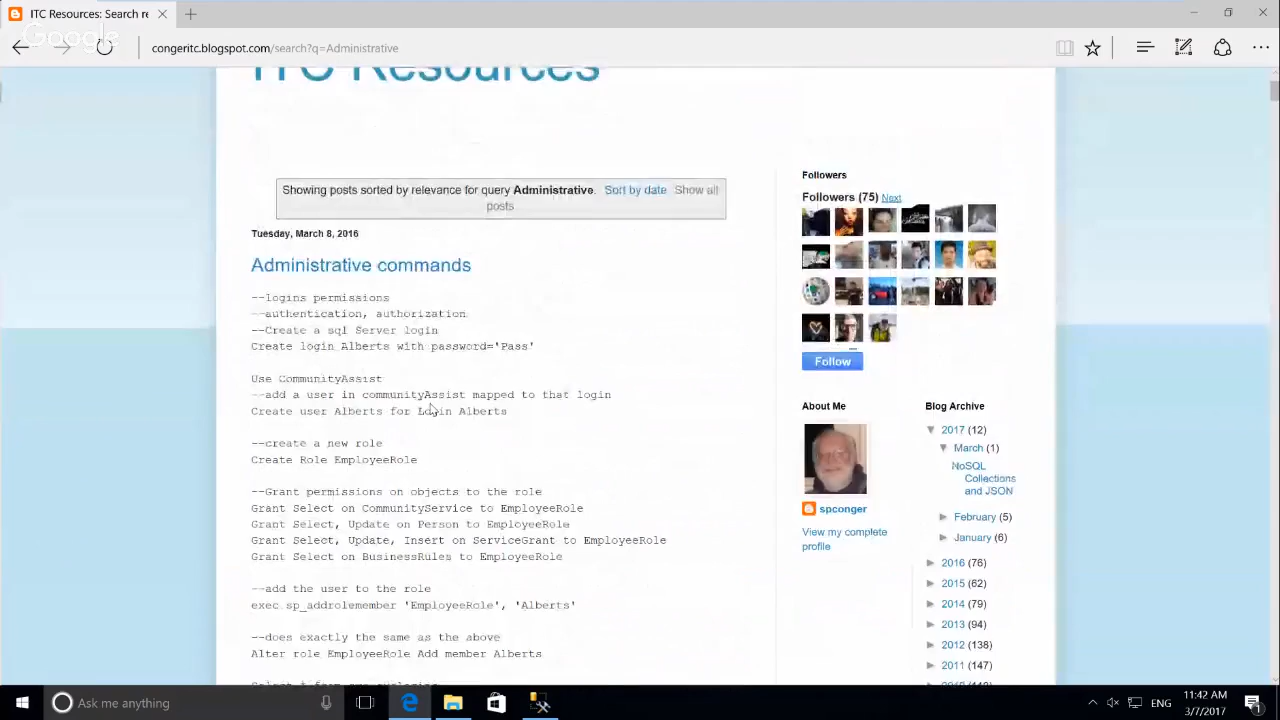 ITC Resources: Search re
Google
congeritc.blogspot.com/search?q=Administrative
ITC Resources
Showing posts sorted by relevance for query Administrative. Sort by date Show all
posts
Tuesday, March 8, 2016
Administrative commands
--logins permissions
--authentication, authorization
--Create a sql Server login
Create login Alberts with password='Pass'
Use CommunityAssist
--add a user in communityAssist mapped to that login
Create user Alberts for Login Alberts
--create a new role
Create Role EmployeeRole
--Grant permissions on objects to the role
Grant Select on CommunityService to EmployeeRole
Grant Select, Update on Person to EmployeeRole
Grant Select, Update, Insert on ServiceGrant to EmployeeRole
Grant Select on BusinessRules to EmployeeRole
--add the user to the role
exec sp_addrolemember 'EmployeeRole', 'Alberts'
--does exactly the same as the above
Alter role EmployeeRole Add member Alberts
Followers
Followers (75) Next
Follow
About Me
spconger
View my complete
profile
Blog Archive
▼ 2017 (12)
▼ March (1)
NoSQL
Collections
and JSON
► February (5)
► January (6)
► 2016 (76)
► 2015 (62)
► 2014 (79)
► 2013 (94)
► 2012 (138)
► 2011 (147)
Ask me anything
ENG
11:42 AM
3/7/2017